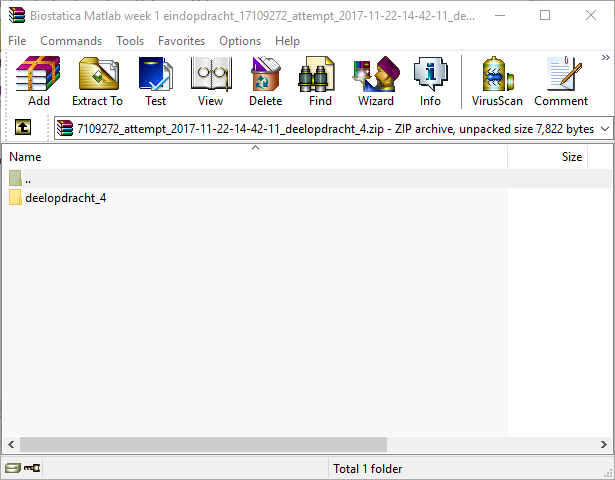 Biostatica Matlab week 1 eindopdracht_17109272_attempt_2017-11-22-14-42-11_dee...
File Commands Tools Favorites Options Help
Add Extract To Test View Delete Find Wizard Info VirusScan Comment
7109272_attempt_2017-11-22-14-42-11_deelopdracht_4.zip - ZIP archive, unpacked size 7,822 bytes
Name Size
..
deelopdracht_4
Total 1 folder